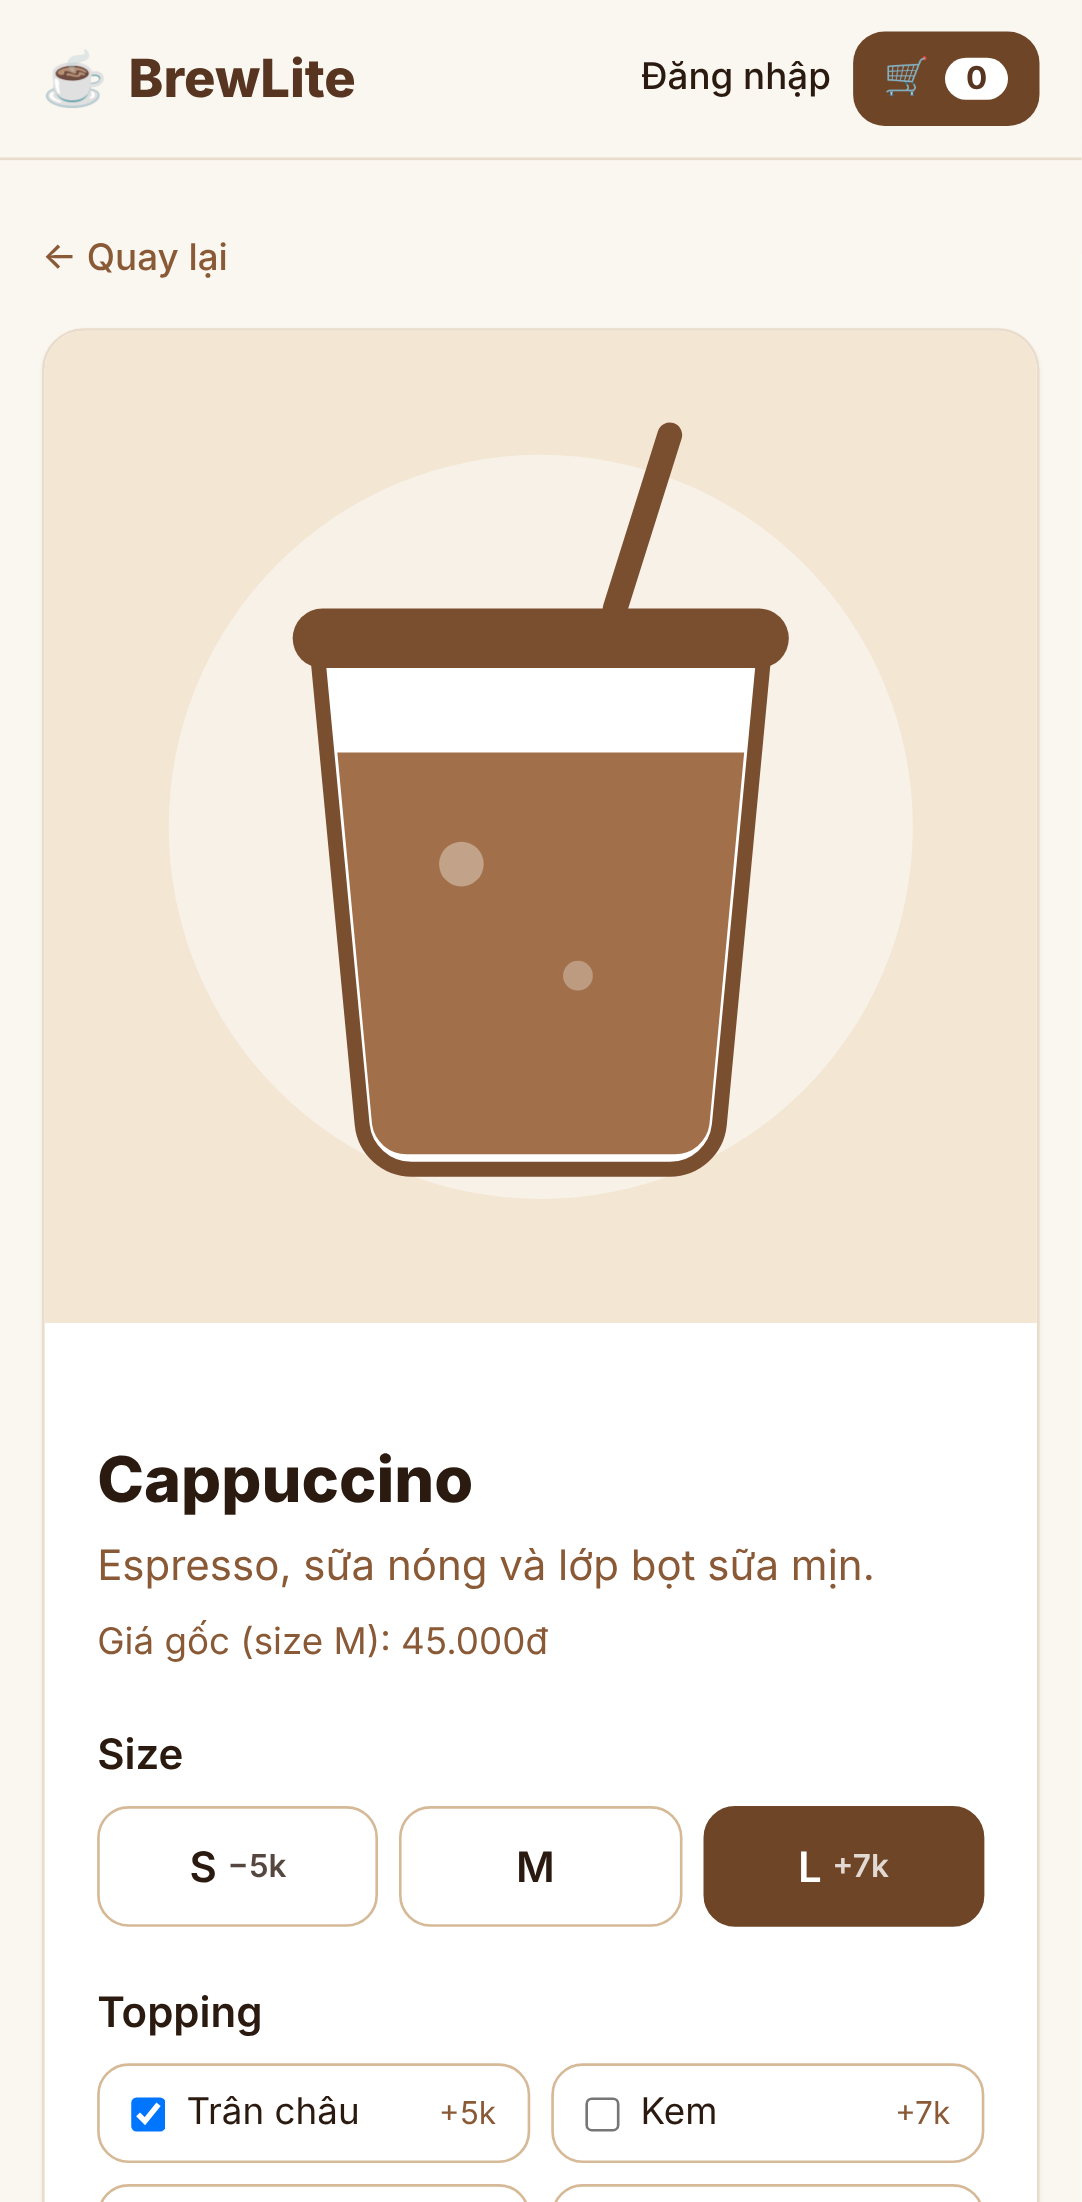 ☕ BrewLite
Đăng nhập 🛒 0
← Quay lại
Cappuccino
Espresso, sữa nóng và lớp bọt sữa mịn.
Giá gốc (size M): 45.000đ
Size
S −5k M L +7k
Topping
Trân châu +5k Kem +7k